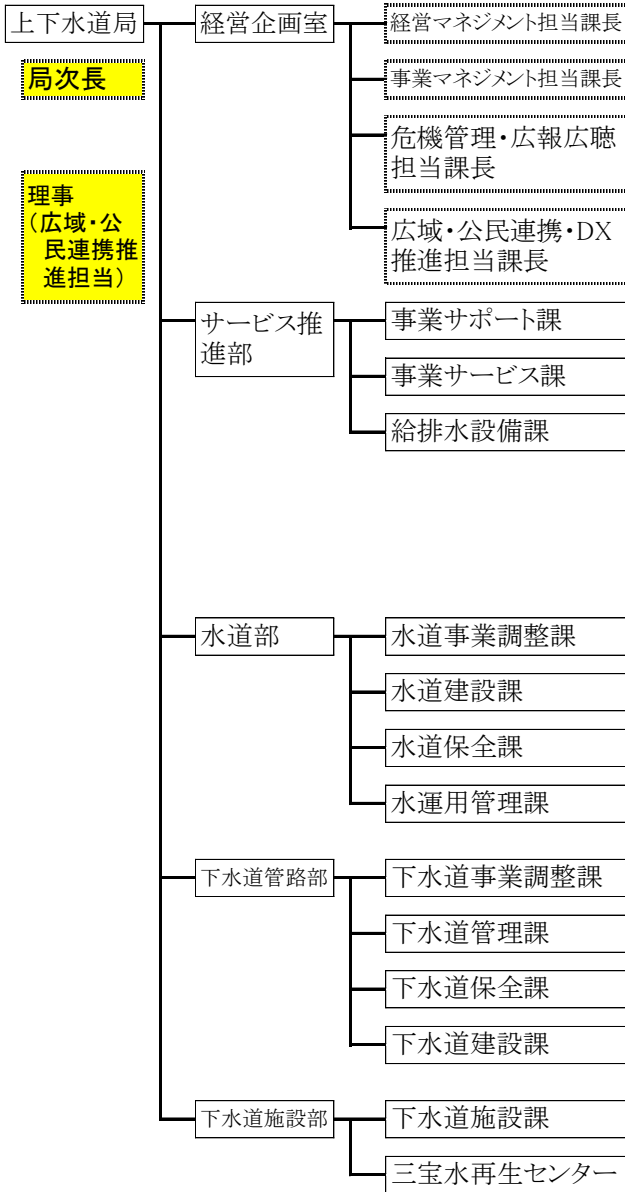 上下水道局
局次長
理事
(広域・公
民連携推
進担当)
経営企画室
経営マネジメント担当課長
事業マネジメント担当課長
危機管理・広報広聴
担当課長
広域・公民連携・DX
推進担当課長
サービス推
進部
事業サポート課
事業サービス課
給排水設備課
水道部
水道事業調整課
水道建設課
水道保全課
水運用管理課
下水道管路部
下水道事業調整課
下水道管理課
下水道保全課
下水道建設課
下水道施設部
下水道施設課
三宝水再生センター